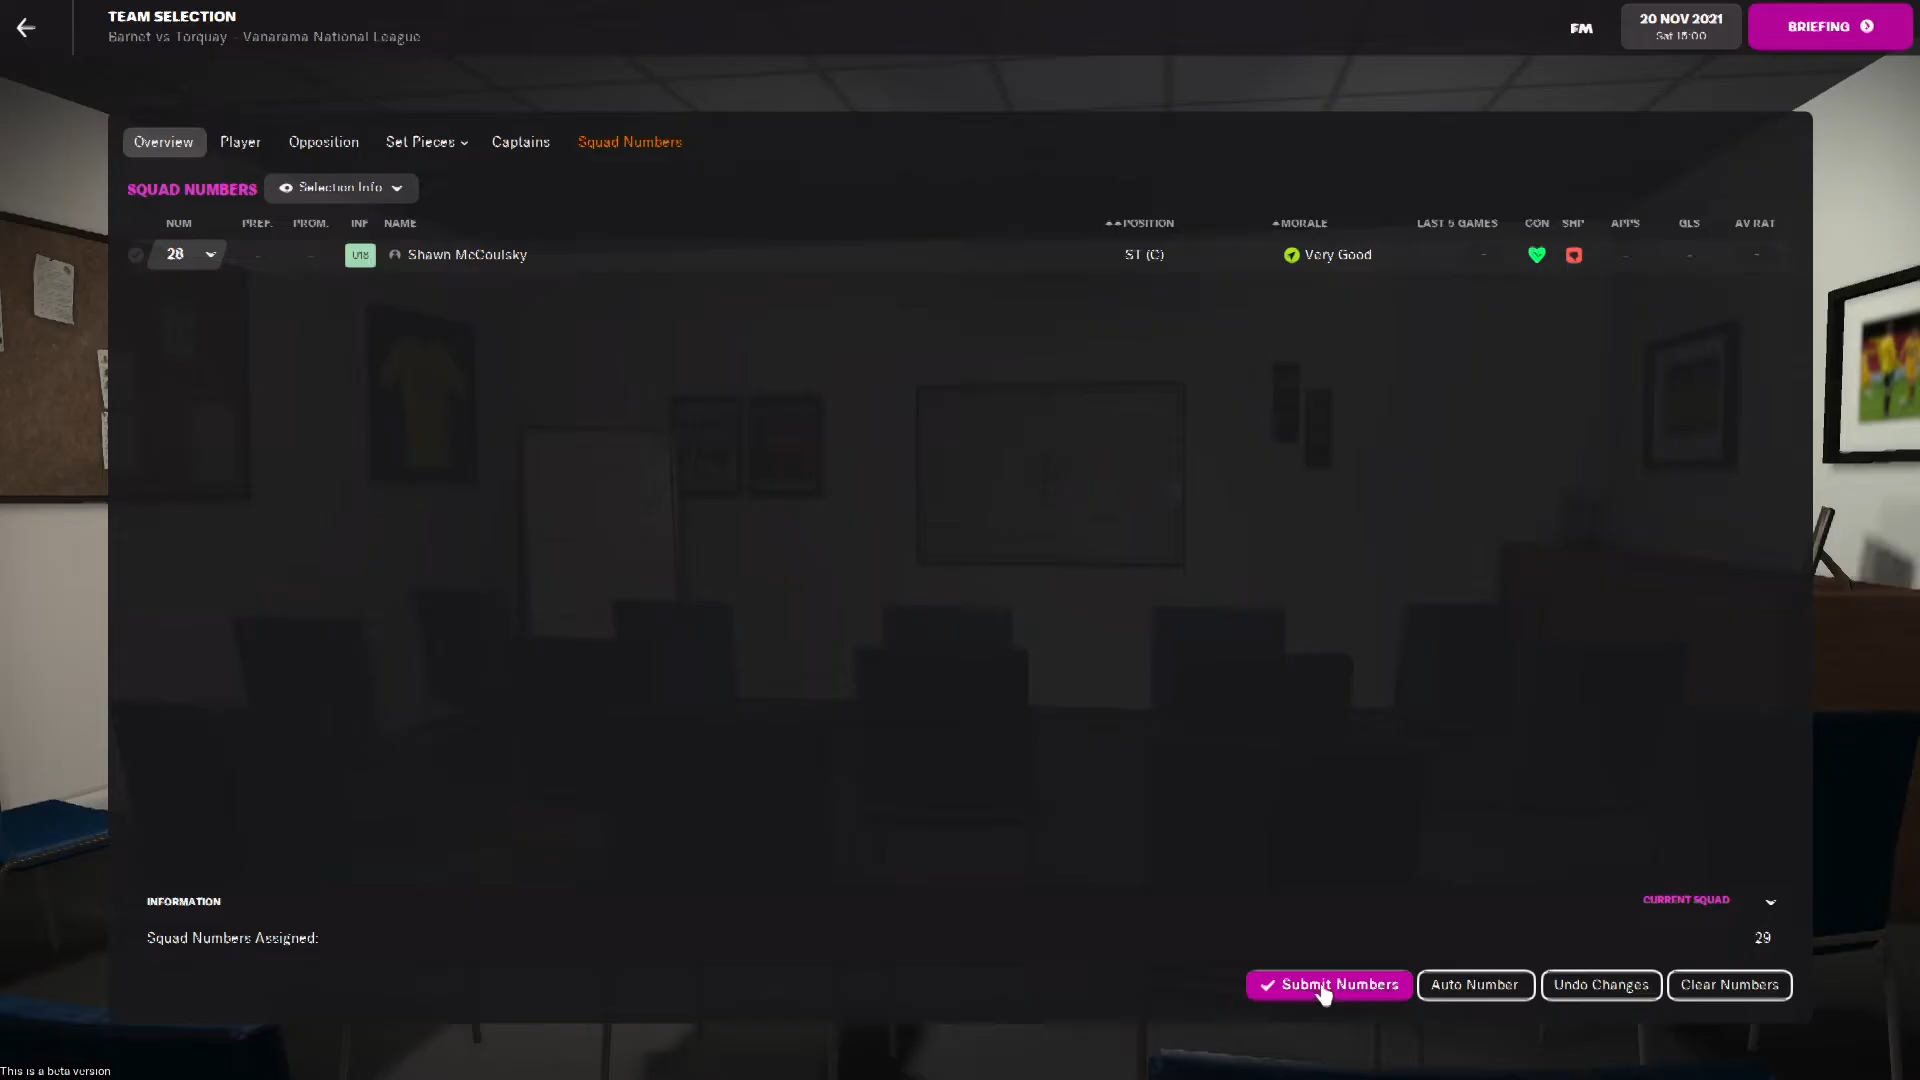 TEAM SELECTION
Barnet vs Torquay - Vanarama National League
FM
20 NOV 2021
Sat 15:00
BRIEFING
Overview Player Opposition Set Pieces Captains Squad Numbers
SQUAD NUMBERS Selection Info
NUM PREF. PROM. INF NAME POSITION MORALE LAST 5 GAMES CON SHP APPS GLS AV RAT
28 - - U18 Shawn McCoulsky ST (C) Very Good - - - -
INFORMATION CURRENT SQUAD
Squad Numbers Assigned: 29
Submit Numbers Auto Number Undo Changes Clear Numbers
This is a beta version